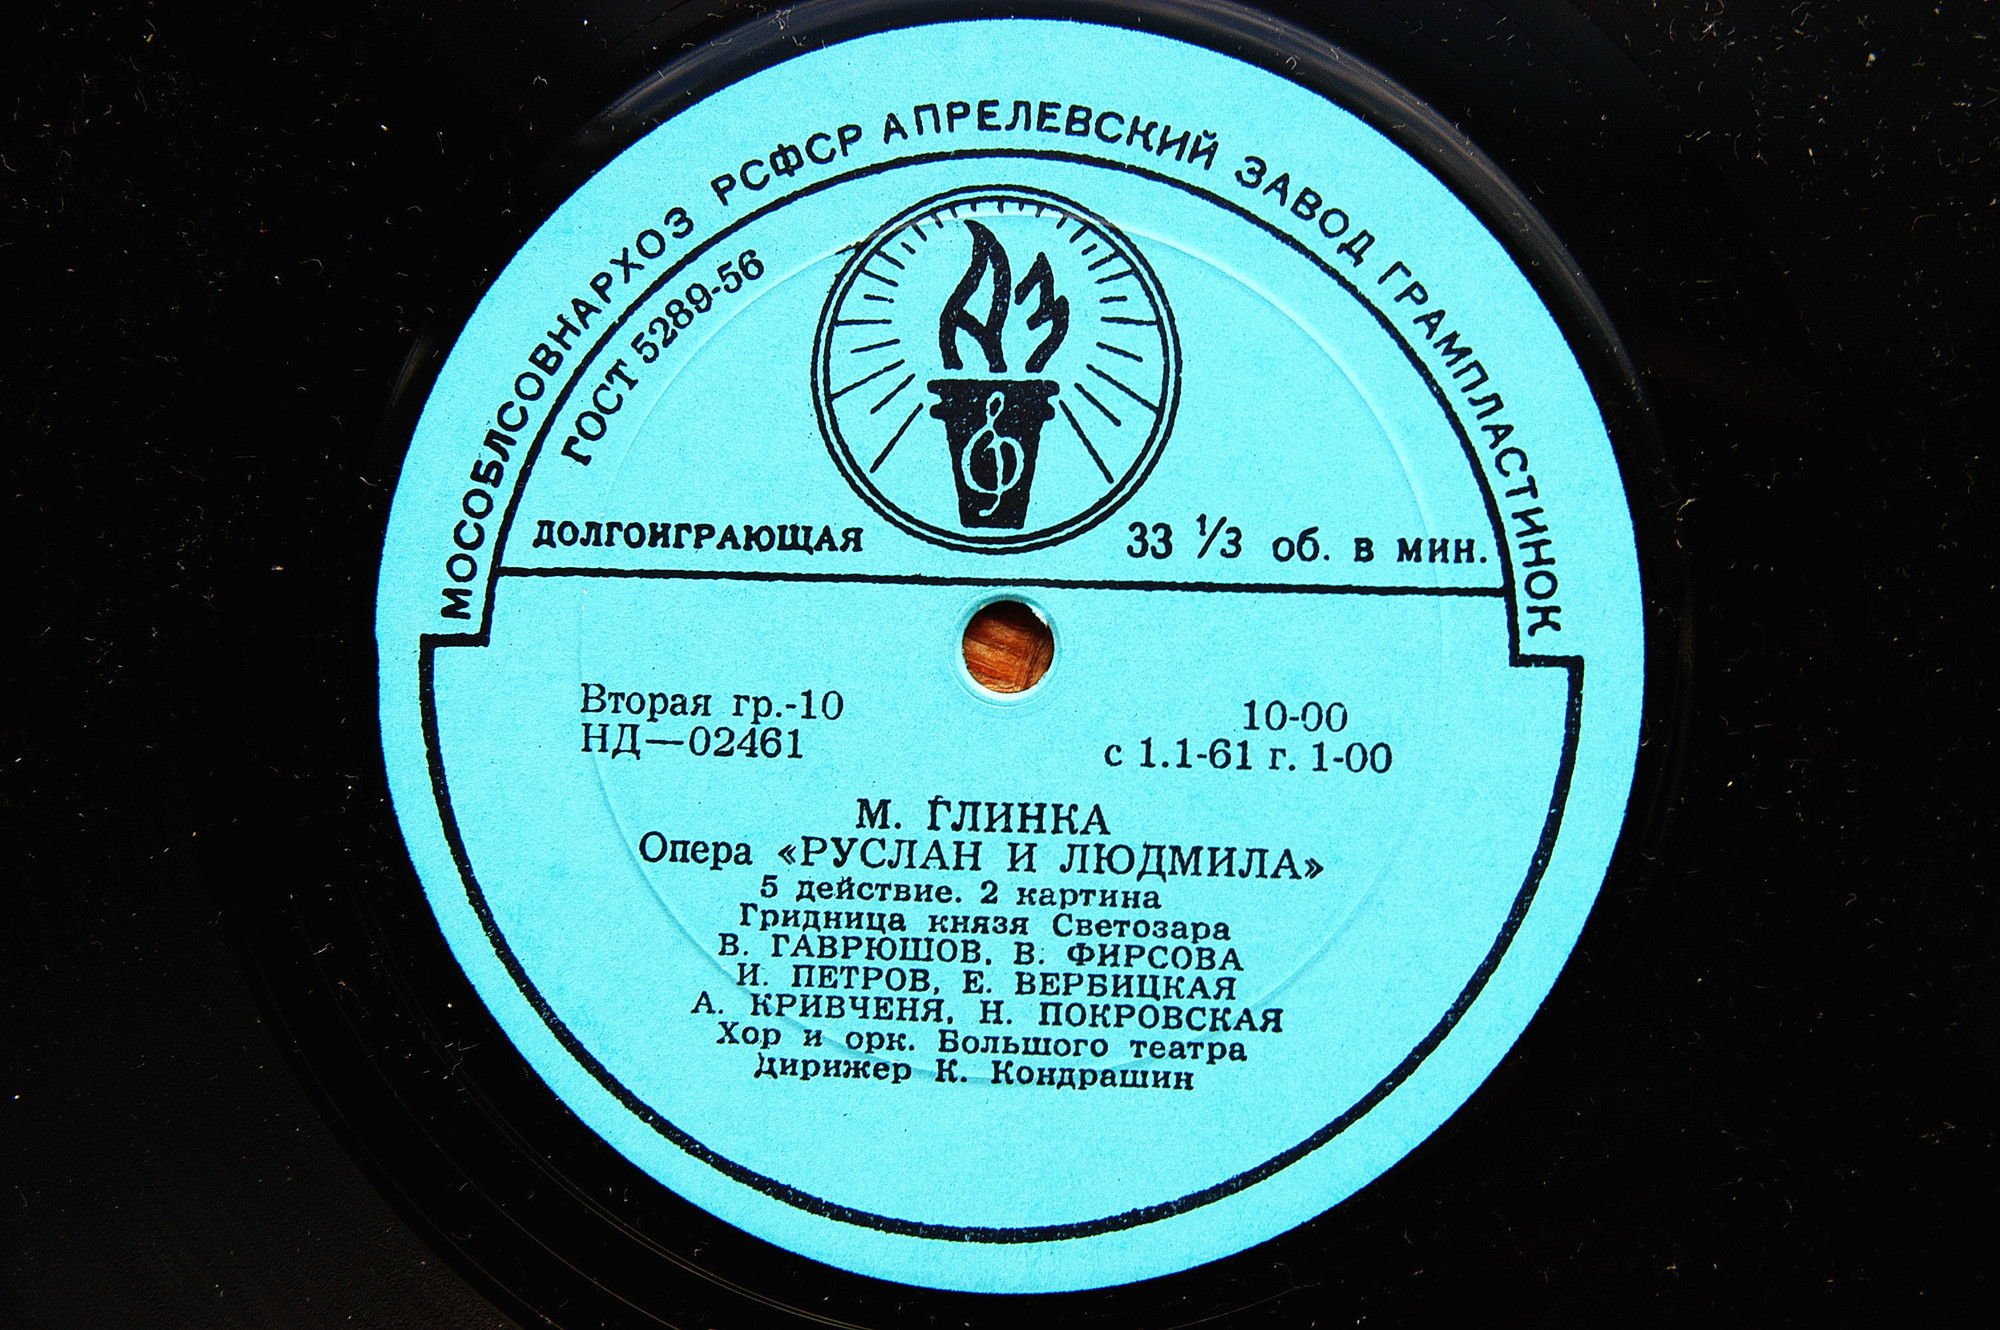 МОСОБЛСОВНАРХОЗ РСФСР АПРЕЛЕВСКИЙ ЗАВОД ГРАМПЛАСТИНОК
ГОСТ 5289-56
АЗ
ДОЛГОИГРАЮЩАЯ 33 1/3 об. в мин.
Вторая гр.-10 10-00
НД—02461 с 1.1-61 г. 1-00
М. ГЛИНКА
Опера «РУСЛАН И ЛЮДМИЛА»
5 действие. 2 картина
Гридница князя Светозара
В. ГАВРЮШОВ, В. ФИРСОВА
И. ПЕТРОВ, Е. ВЕРБИЦКАЯ
А. КРИВЧЕНЯ, Н. ПОКРОВСКАЯ
Хор и орк. Большого театра
Дирижер К. Кондрашин